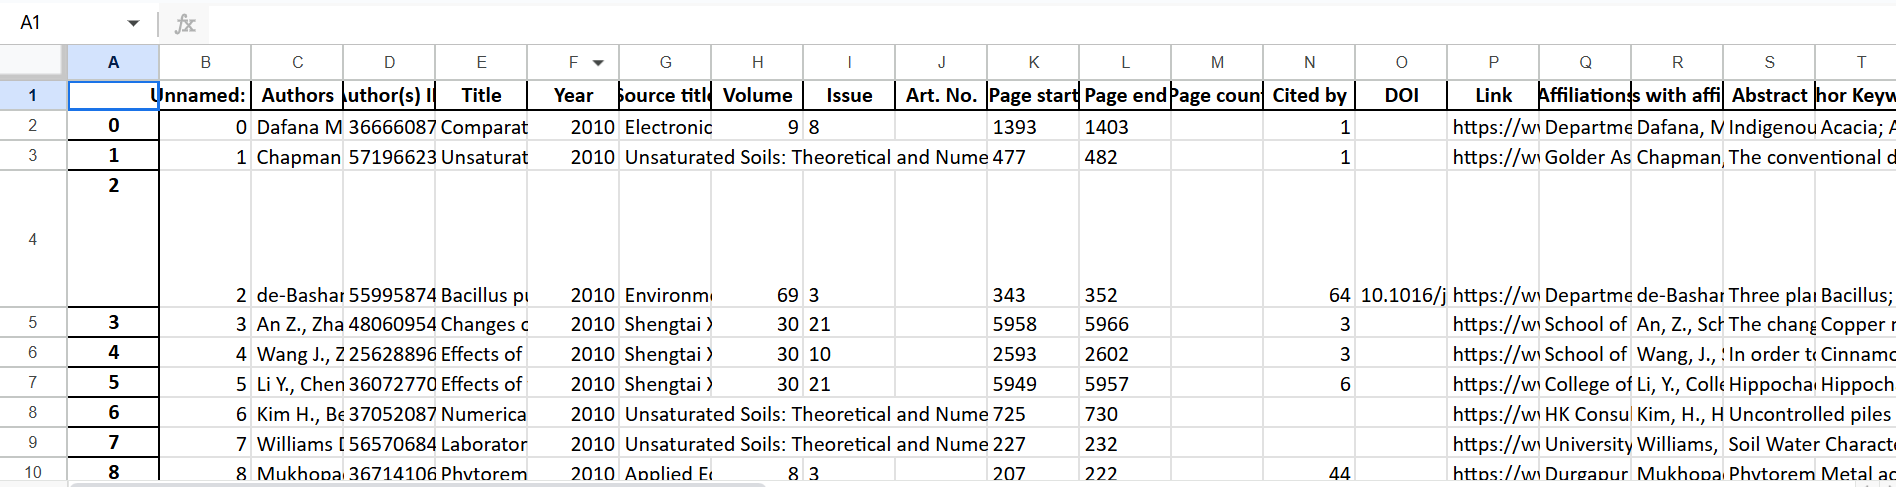 A1 fx
A B C D E F G H I J K L M N O P Q R S T
1 Unnamed: Authors Author(s) I Title Year Source title Volume Issue Art. No. Page start Page end Page coun Cited by DOI Link Affiliations s with affi Abstract hor Keyw
2 0 0 Dafana M 36666087 Comparat 2010 Electronic 9 8 1393 1403 1 https://w Departme Dafana, M Indigenou Acacia; A
3 1 1 Chapman 57196623 Unsaturat 2010 Unsaturated Soils: Theoretical and Nume 477 482 1 https://w Golder As Chapman, The conventional d
4 2 2 de-Bashar 55995874 Bacillus pu 2010 Environm 69 3 343 352 64 10.1016/j https://w Departme de-Bashar Three plan Bacillus;
5 3 3 An Z., Zha 48060954 Changes o 2010 Shengtai X 30 21 5958 5966 3 https://w School of An, Z., Sch The chang Copper r
6 4 4 Wang J., Z 25628896 Effects of 2010 Shengtai X 30 10 2593 2602 3 https://w School of Wang, J., S In order to Cinnamo
7 5 5 Li Y., Chen 36072770 Effects of 2010 Shengtai X 30 21 5949 5957 6 https://w College of Li, Y., Colle Hippochae Hippoch
8 6 6 Kim H., Be 37052087 Numerica 2010 Unsaturated Soils: Theoretical and Nume 725 730 https://w HK Consul Kim, H., H Uncontrolled piles
9 7 7 Williams D 56570684 Laborator 2010 Unsaturated Soils: Theoretical and Nume 227 232 https://w University Williams, Soil Water Characte
10 8 8 Mukhopa 36714106 Phytorem 2010 Applied Ec 8 3 207 222 44 https://w Durgapur Mukhopa Phytorem Metal ac